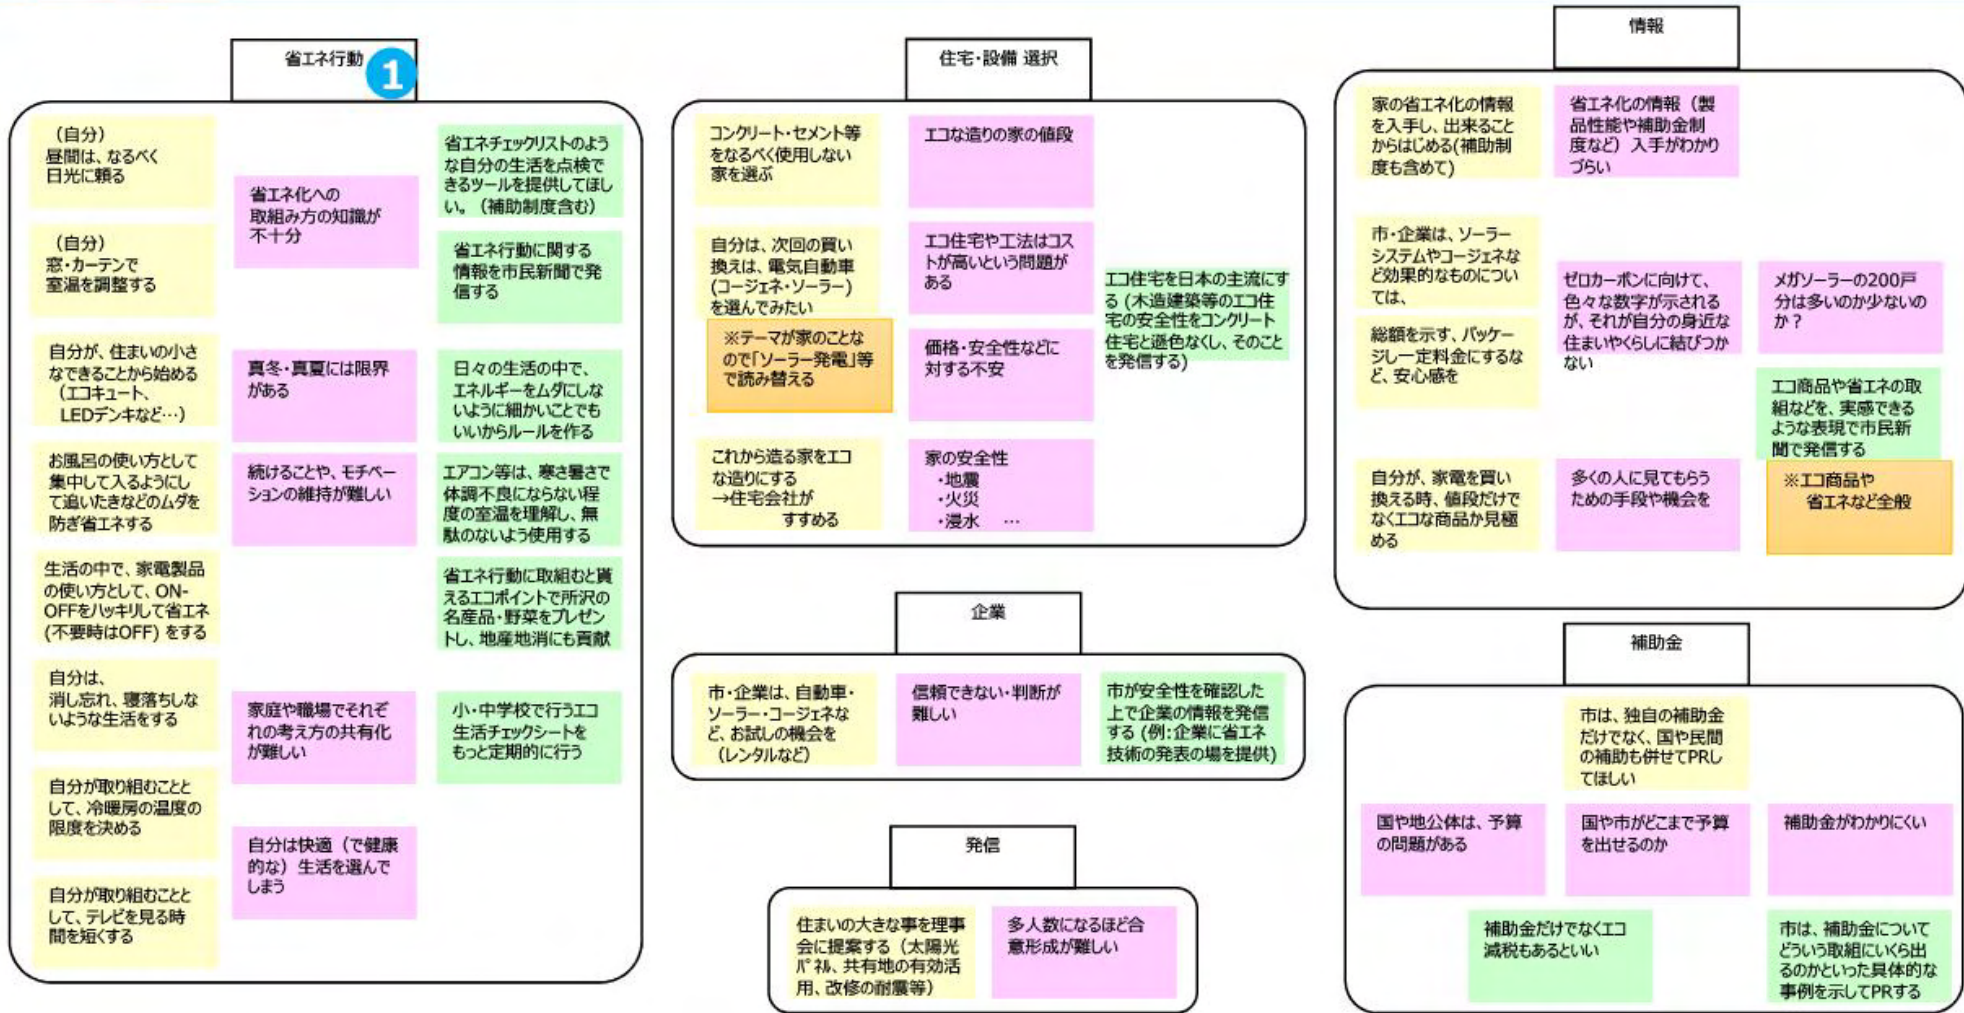 省エネ行動
1
（自分）
昼間は、なるべく
日光に頼る
（自分）
窓・カーテンで
室温を調整する
自分が、住まいの小さ
なできることから始める
（エコキュート、
LEDデンキなど…）
お風呂の使い方として
集中して入るようにし
て追いたきなどのムダを
防ぎ省エネする
生活の中で、家電製品
の使い方として、ON-
OFFをハッキリして省エネ
(不要時はOFF) をする
自分は、
消し忘れ、寝落ちしな
いような生活をする
自分が取り組むことと
して、冷暖房の温度の
限度を決める
自分が取り組むことと
して、テレビを見る時
間を短くする
省エネ化への
取組み方の知識が
不十分
真冬・真夏には限界
がある
続けることや、モチベー
ションの維持が難しい
家庭や職場でそれぞ
れの考え方の共有化
が難しい
自分は快適（で健康
的な）生活を選んで
しまう
省エネチェックリストのよう
な自分の生活を点検で
きるツールを提供してほし
い。（補助制度含む）
省エネ行動に関する
情報を市民新聞で発
信する
日々の生活の中で、
エネルギーをムダにしな
いように細かいことでも
いいからルールを作る
エアコン等は、寒さ暑さで
体調不良にならない程
度の室温を理解し、無
駄のないよう使用する
省エネ行動に取組むと貰
えるエコポイントで所沢の
名産品・野菜をプレゼン
トし、地産地消にも貢献
小・中学校で行うエコ
生活チェックシートを
もっと定期的に行う
住宅・設備 選択
コンクリート・セメント等
をなるべく使用しない
家を選ぶ
自分は、次回の買い
換えは、電気自動車
(コージェネ・ソーラー)
を選んでみたい
※テーマが家のことな
ので「ソーラー発電」等
で読み替える
これから造る家をエコ
な造りにする
→住宅会社が
すすめる
エコな造りの家の値段
エコ住宅や工法はコス
トが高いという問題が
ある
価格・安全性などに
対する不安
家の安全性
・地震
・火災
・浸水 …
エコ住宅を日本の主流にす
る (木造建築等のエコ住
宅の安全性をコンクリート
住宅と遜色なくし、そのこと
を発信する)
企業
市・企業は、自動車・
ソーラー・コージェネな
ど、お試しの機会を
（レンタルなど）
信頼できない・判断が
難しい
市が安全性を確認した
上で企業の情報を発信
する (例:企業に省エネ
技術の発表の場を提供)
発信
住まいの大きな事を理事
会に提案する（太陽光
ﾊﾟﾈﾙ、共有地の有効活
用、改修の耐震等）
多人数になるほど合
意形成が難しい
情報
家の省エネ化の情報
を入手し、出来ること
からはじめる(補助制
度も含めて)
市・企業は、ソーラー
システムやコージェネな
ど効果的なものについ
ては、
総額を示す、パッケー
ジし一定料金にするな
ど、安心感を
自分が、家電を買い
換える時、値段だけで
なくエコな商品か見極
める
省エネ化の情報（製
品性能や補助金制
度など）入手がわかり
づらい
ゼロカーボンに向けて、
色々な数字が示される
が、それが自分の身近な
住まいやくらしに結びつか
ない
多くの人に見てもらう
ための手段や機会を
メガソーラーの200戸
分は多いのか少ないの
か？
エコ商品や省エネの取
組などを、実感できる
ような表現で市民新
聞で発信する
※エコ商品や
省エネなど全般
補助金
市は、独自の補助金
だけでなく、国や民間
の補助も併せてPRし
てほしい
国や地公体は、予算
の問題がある
国や市がどこまで予算
を出せるのか
補助金がわかりにくい
補助金だけでなくエコ
減税もあるといい
市は、補助金について
どういう取組にいくら出
るのかといった具体的な
事例を示してPRする